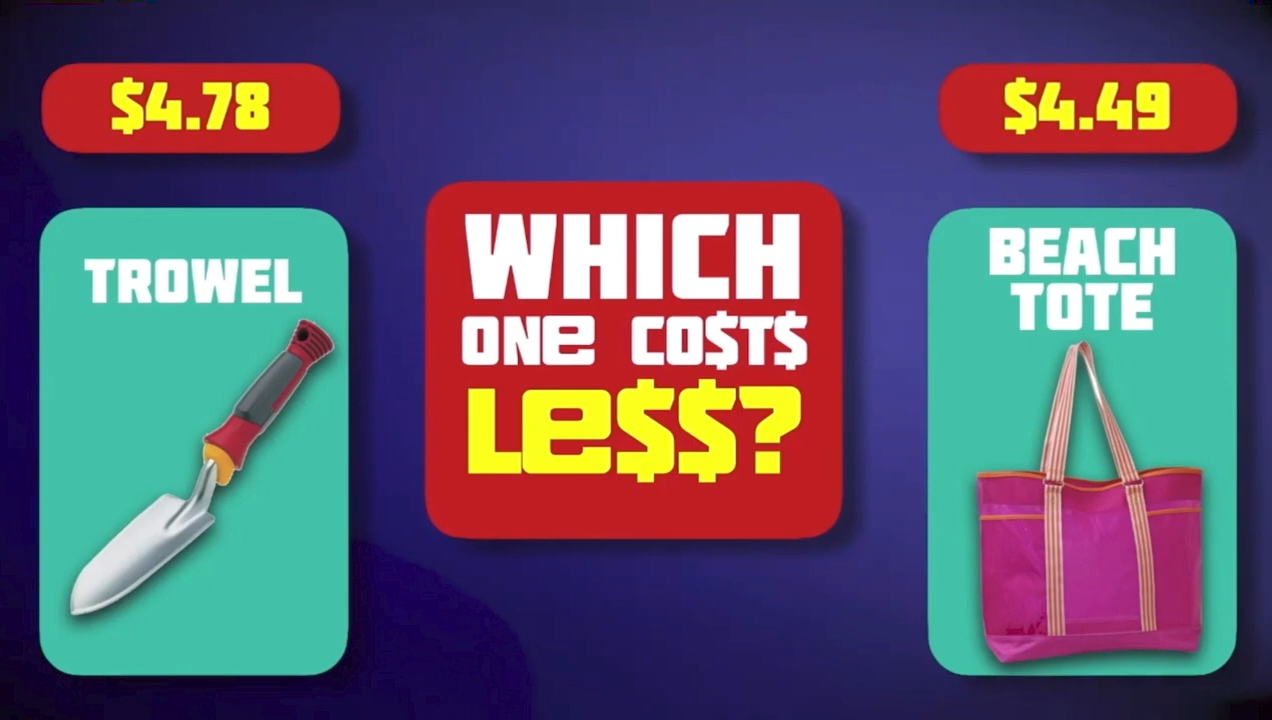 $4.78
$4.49
TROWEL
WHICH
ONE CO$T$
LE$$?
BEACH
TOTE